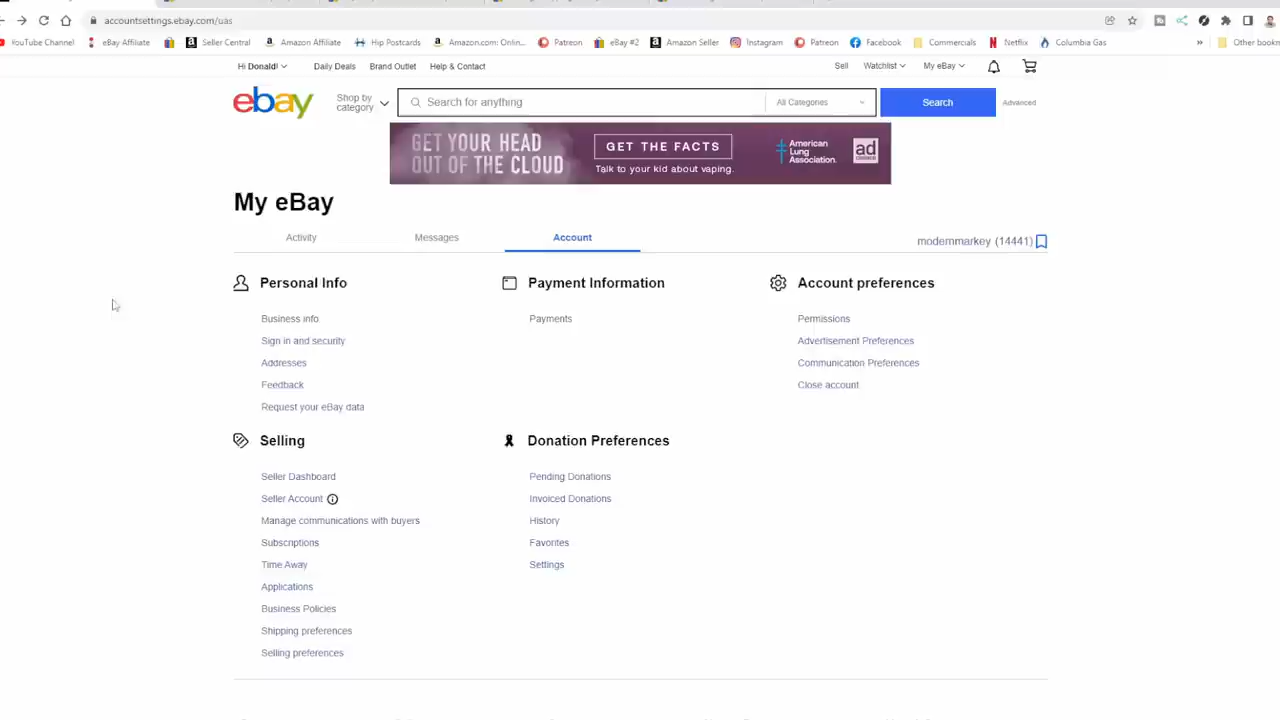 accountsettings.ebay.com/uas
YouTube Channel
eBay Affiliate
Seller Central
Amazon Affiliate
Hip Postcards
Amazon.com: Onlin...
Patreon
eBay #2
Amazon Seller
Instagram
Patreon
Facebook
Commercials
Netflix
Columbia Gas
»
Other bookm
Hi Donald!
Daily Deals
Brand Outlet
Help & Contact
Sell
Watchlist
My eBay
ebay
Shop by
category
Search for anything
All Categories
Search
Advanced
GET YOUR HEAD
OUT OF THE CLOUD
GET THE FACTS
Talk to your kid about vaping.
American
Lung
Association.
ad
My eBay
Activity
Messages
Account
modernmarkey (14441)
Personal Info
Business info
Sign in and security
Addresses
Feedback
Request your eBay data
Payment Information
Payments
Account preferences
Permissions
Advertisement Preferences
Communication Preferences
Close account
Selling
Seller Dashboard
Seller Account
Manage communications with buyers
Subscriptions
Time Away
Applications
Business Policies
Shipping preferences
Selling preferences
Donation Preferences
Pending Donations
Invoiced Donations
History
Favorites
Settings